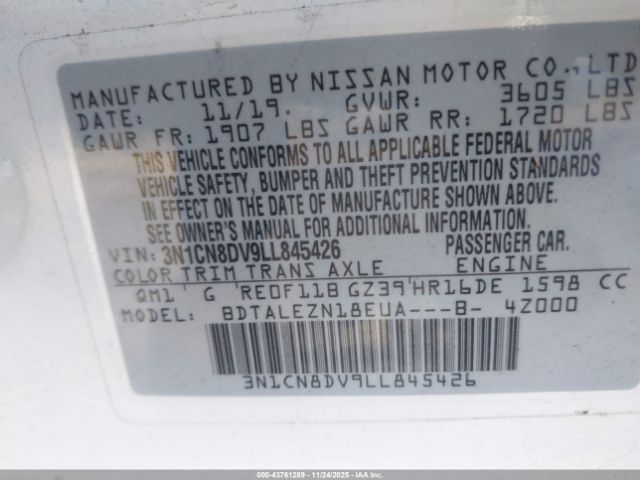 MANUFACTURED BY NISSAN MOTOR CO., LTD
DATE: 11/19. GVWR: 3605 LBS
GAWR FR: 1907 LBS GAWR RR: 1720 LBS
THIS VEHICLE CONFORMS TO ALL APPLICABLE FEDERAL MOTOR
VEHICLE SAFETY, BUMPER AND THEFT PREVENTION STANDARDS
IN EFFECT ON THE DATE OF MANUFACTURE SHOWN ABOVE.
SEE OWNER'S MANUAL FOR ADDITIONAL INFORMATION.
VIN: 3N1CN8DV9LL845426 PASSENGER CAR.
COLOR TRIM TRANS AXLE ENGINE
QM1 G RE0F11B GZ39 HR16DE 1598 CC
BDTALEZN18EUA---B- 4Z000
3N1CN8DV9LL845426
000-43761289 - 11/24/2025 - IAAI.COM